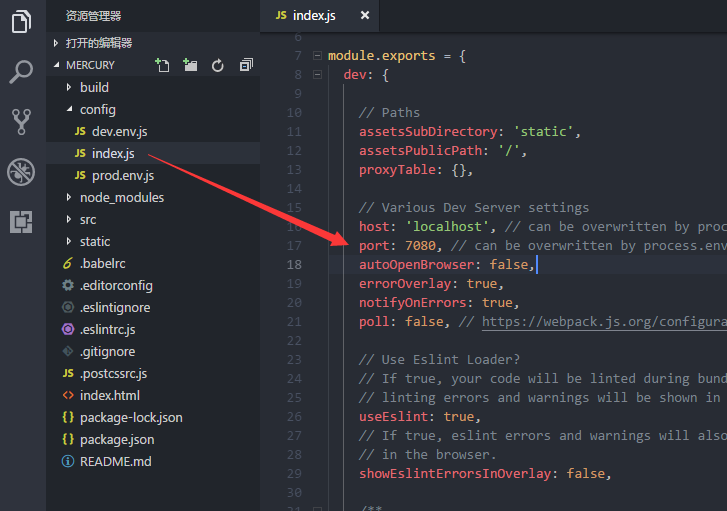 资源管理器
打开的编辑器
MERCURY
build
config
JS dev.env.js
JS index.js
JS prod.env.js
node_modules
src
static
.babelrc
.editorconfig
.eslintignore
.eslintrc.js
.gitignore
JS .postcssrc.js
<> index.html
{ } package-lock.json
{ } package.json
README.md
JS index.js ×
6
7 module.exports = {
8 dev: {
9
10 // Paths
11 assetsSubDirectory: 'static',
12 assetsPublicPath: '/',
13 proxyTable: {},
14
15 // Various Dev Server settings
16 host: 'localhost', // can be overwritten by proc
17 port: 7080, // can be overwritten by process.env
18 autoOpenBrowser: false,
19 errorOverlay: true,
20 notifyOnErrors: true,
21 poll: false, // https://webpack.js.org/configura
22
23 // Use Eslint Loader?
24 // If true, your code will be linted during bund
25 // linting errors and warnings will be shown in
26 useEslint: true,
27 // If true, eslint errors and warnings will also
28 // in the browser.
29 showEslintErrorsInOverlay: false,
30
31 /**